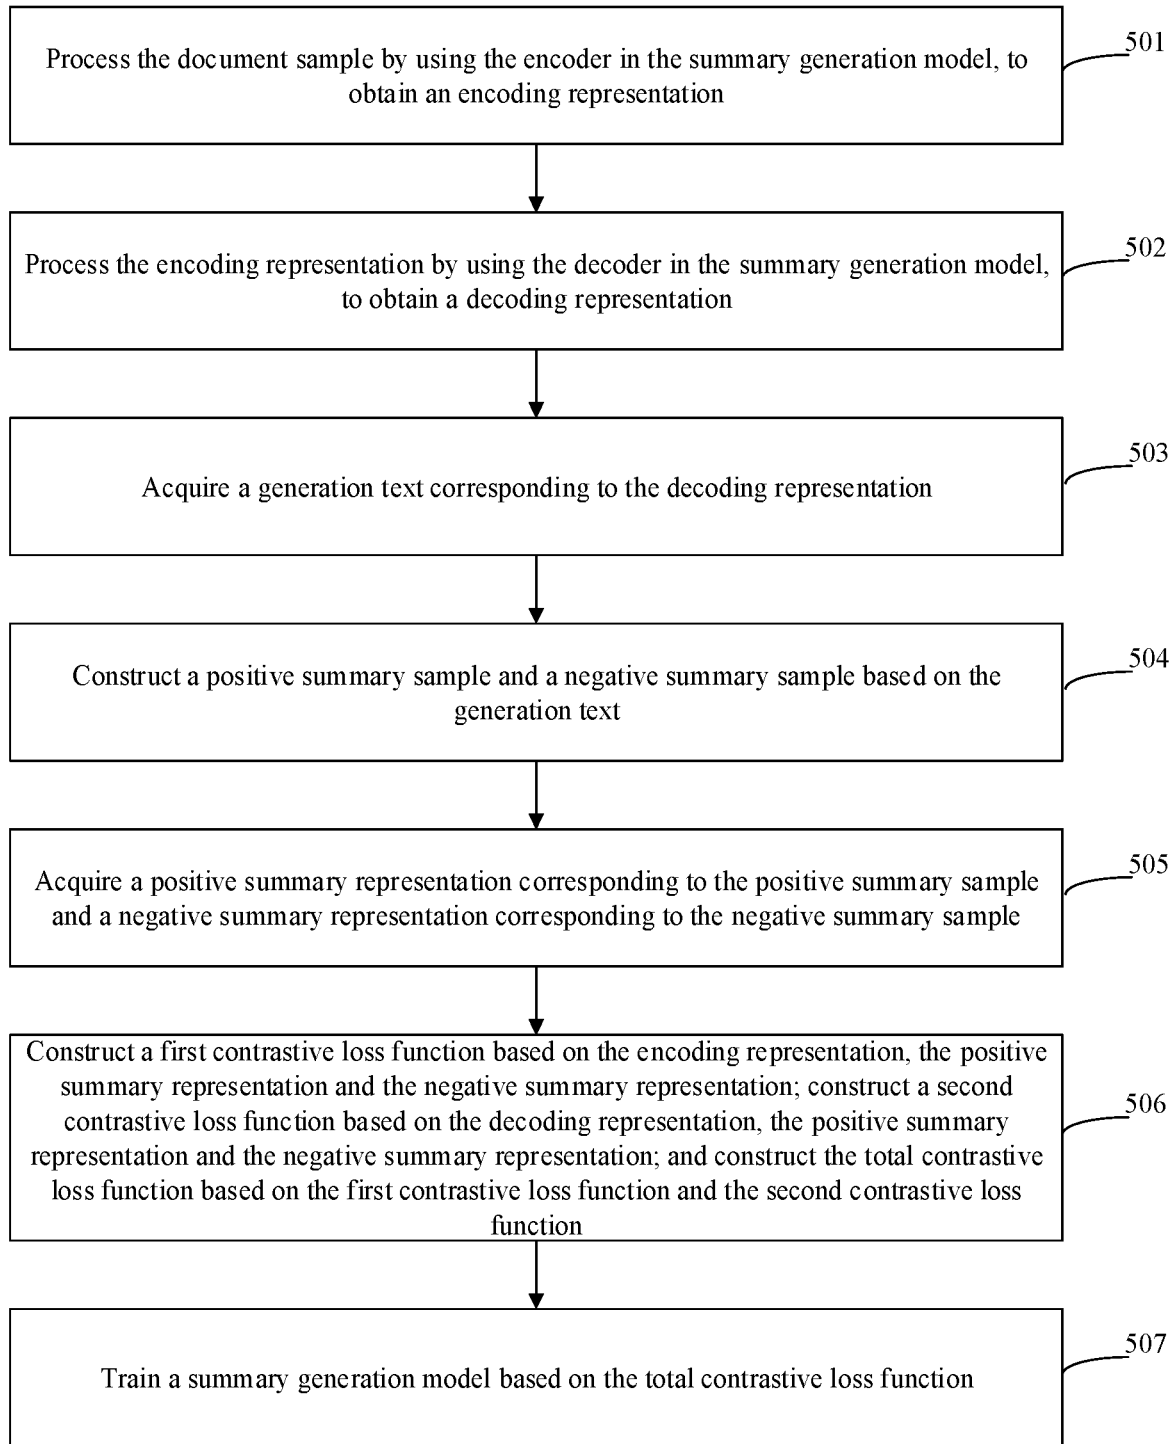 Process the document sample by using the encoder in the summary generation model, to
obtain an encoding representation
501
Process the encoding representation by using the decoder in the summary generation model,
to obtain a decoding representation
502
Acquire a generation text corresponding to the decoding representation
503
Construct a positive summary sample and a negative summary sample based on the
generation text
504
Acquire a positive summary representation corresponding to the positive summary sample
and a negative summary representation corresponding to the negative summary sample
505
Construct a first contrastive loss function based on the encoding representation, the positive
summary representation and the negative summary representation; construct a second
contrastive loss function based on the decoding representation, the positive summary
representation and the negative summary representation; and construct the total contrastive
loss function based on the first contrastive loss function and the second contrastive loss
function
506
Train a summary generation model based on the total contrastive loss function
507